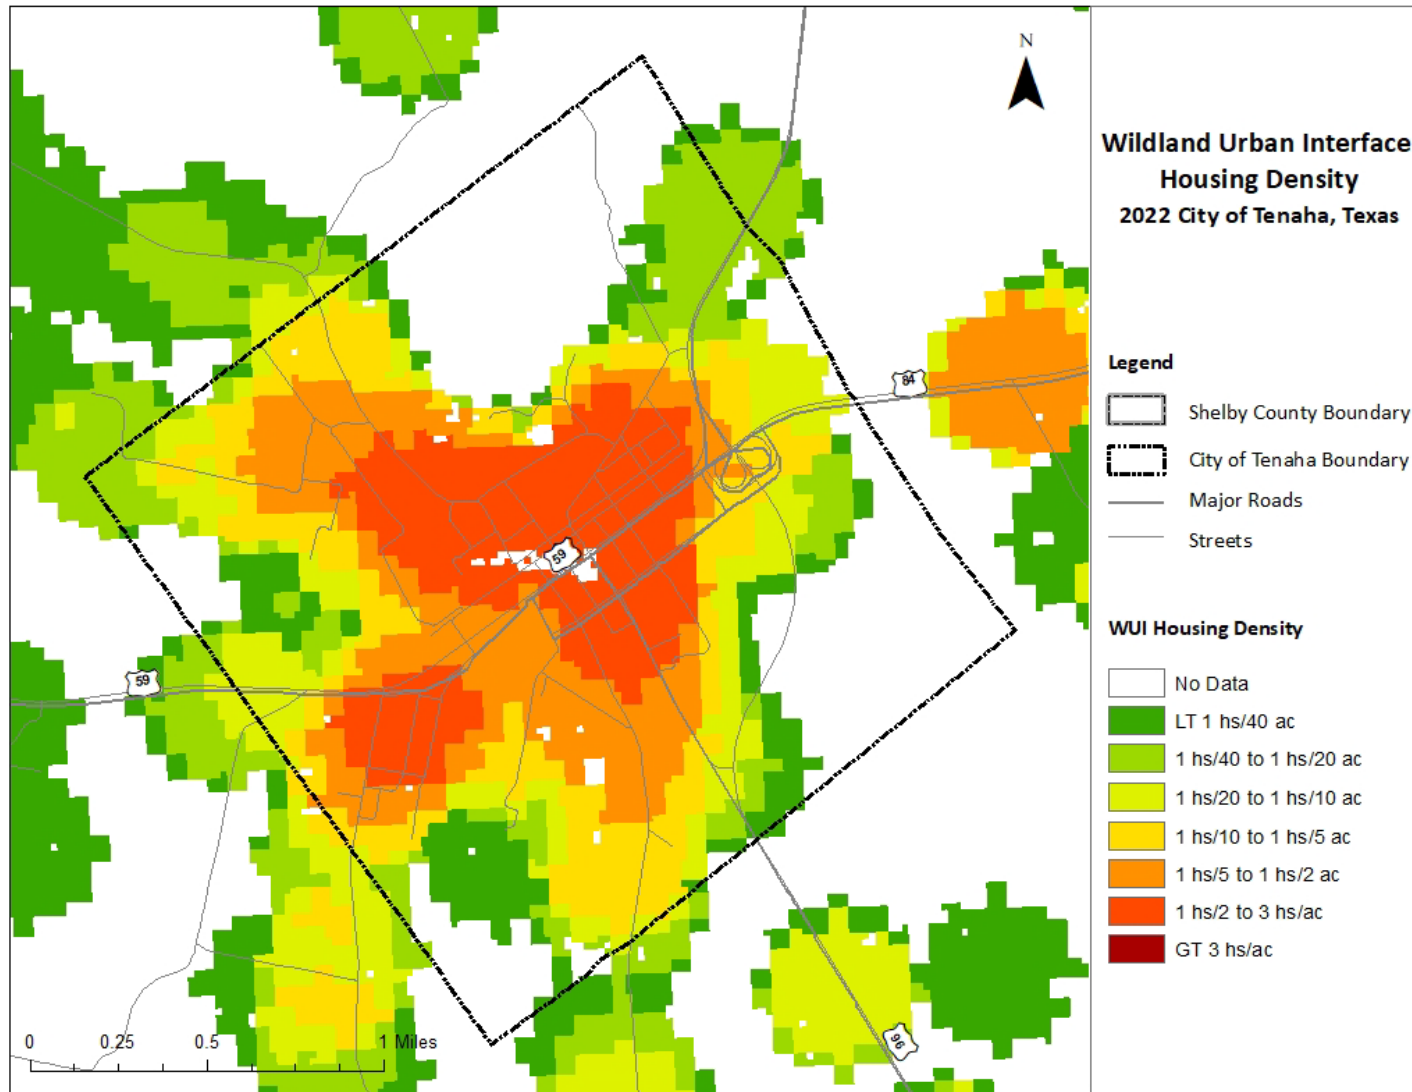 N
Wildland Urban Interface
Housing Density
2022 City of Tenaha, Texas
84
Legend
Shelby County Boundary
City of Tenaha Boundary
Major Roads
Streets
59
WUI Housing Density
59
No Data
LT 1 hs/40 ac
1 hs/40 to 1 hs/20 ac
1 hs/20 to 1 hs/10 ac
1 hs/10 to 1 hs/5 ac
1 hs/5 to 1 hs/2 ac
1 hs/2 to 3 hs/ac
GT 3 hs/ac
96
0 0.25 0.5 1 Miles